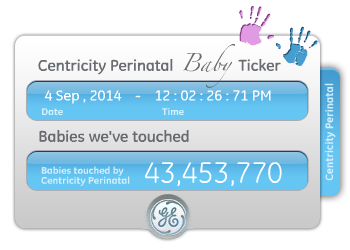 Centricity Perinatal Baby Ticker
4 Sep , 2014 - 12 : 02 : 26 : 71 PM
Date Time
Babies we've touched
Babies touched by
Centricity Perinatal
43,453,770
Centricity Perinatal
GE